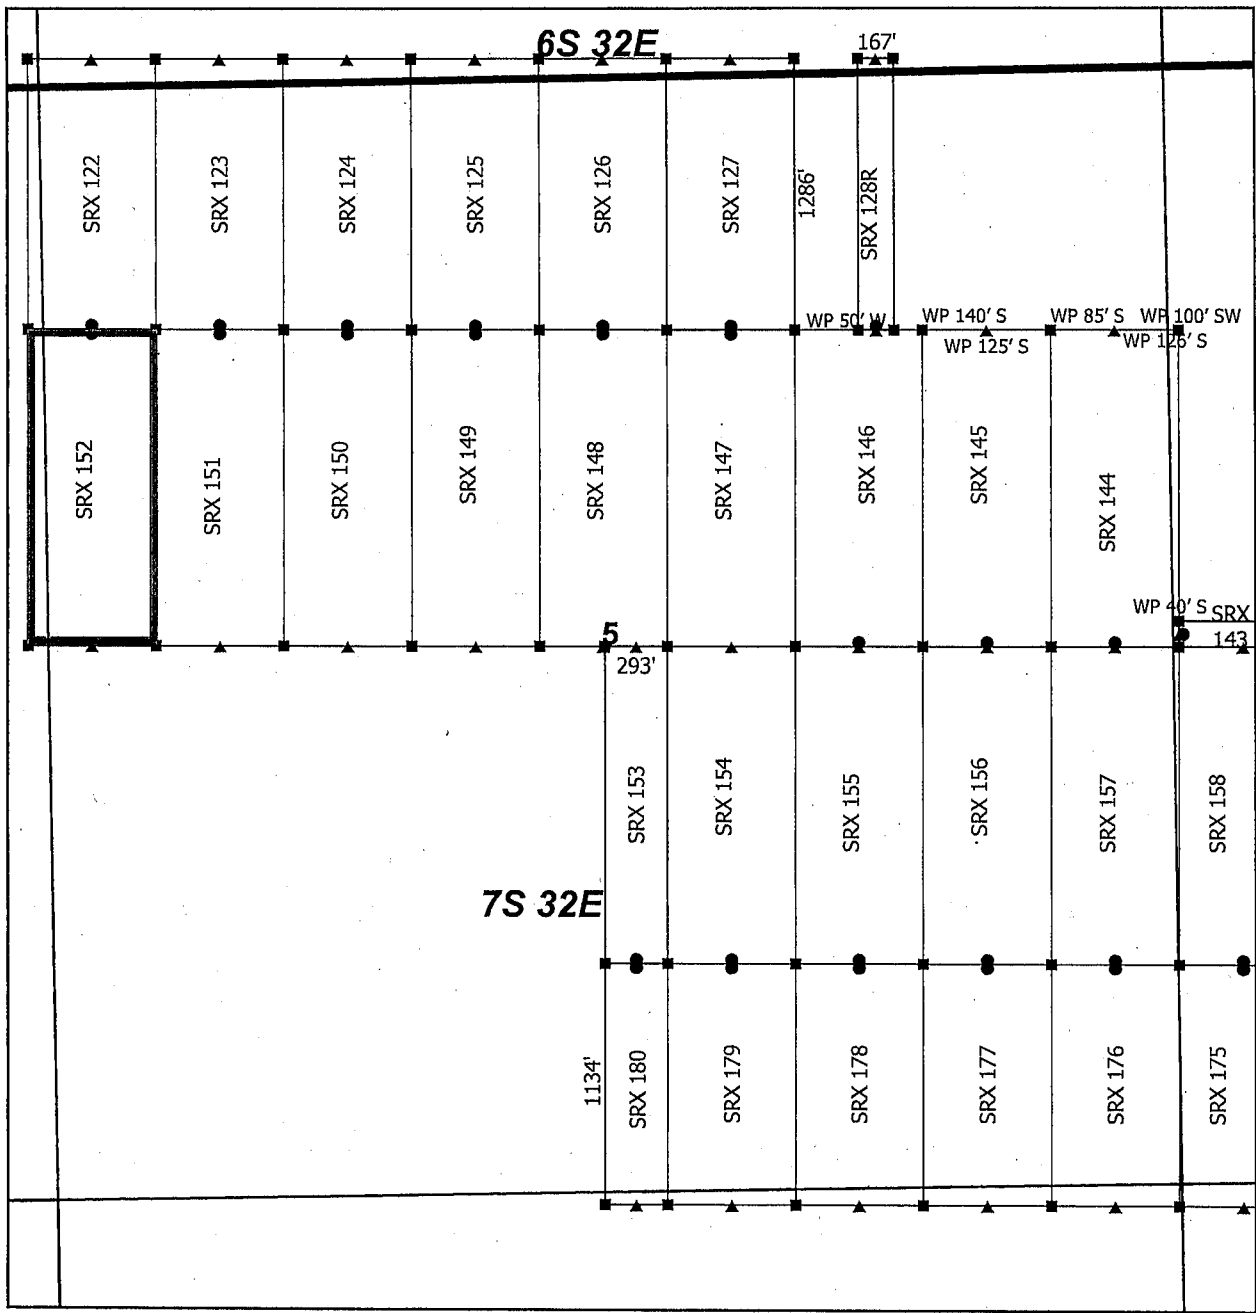 6S 32E
167'
SRX 122
SRX 123
SRX 124
SRX 125
SRX 126
SRX 127
1286'
SRX 128R
WP 50' W
WP 140' S
WP 85' S
WP 100' SW
WP 125' S
WP 126' S
SRX 152
SRX 151
SRX 150
SRX 149
SRX 148
SRX 147
SRX 146
SRX 145
SRX 144
WP 40' S
SRX
143
5
293'
SRX 153
SRX 154
SRX 155
SRX 156
SRX 157
SRX 158
7S 32E
1134'
SRX 180
SRX 179
SRX 178
SRX 177
SRX 176
SRX 175